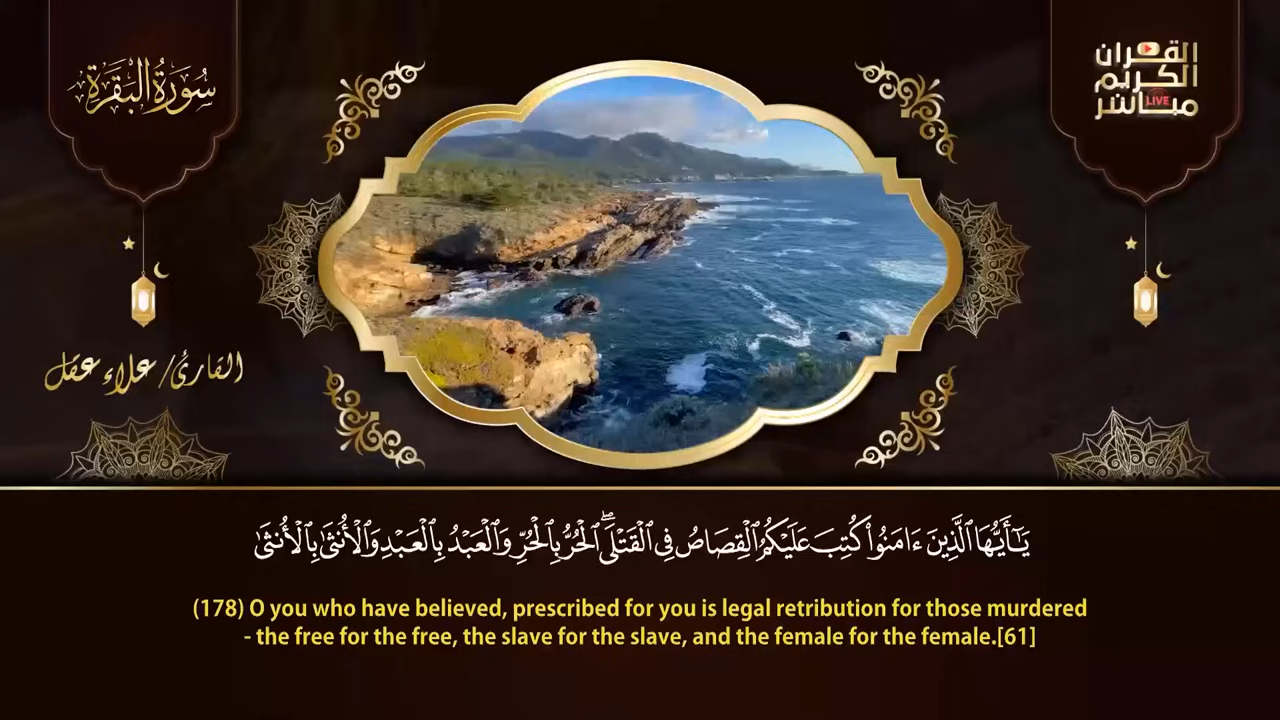 سُورَةُ الْبَقَرَةِ
القرآن
الكريم
مباشر
LIVE
القارئ/ علاء عقل
يَٰٓأَيُّهَا ٱلَّذِينَ ءَامَنُوا۟ كُتِبَ عَلَيْكُمُ ٱلْقِصَاصُ فِى ٱلْقَتْلَىۖ ٱلْحُرُّ بِٱلْحُرِّ وَٱلْعَبْدُ بِٱلْعَبْدِ وَٱلْأُنثَىٰ بِٱلْأُنثَىٰ
(178) O you who have believed, prescribed for you is legal retribution for those murdered
- the free for the free, the slave for the slave, and the female for the female.[61]